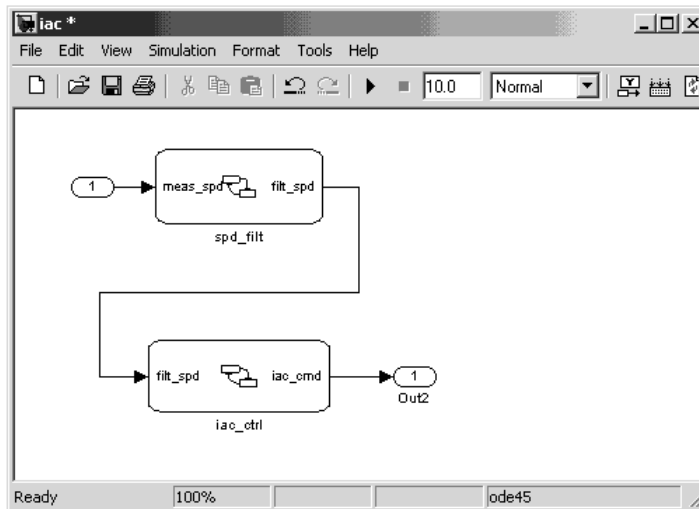 iac *
File Edit View Simulation Format Tools Help
10.0 Normal
1 meas_spd filt_spd
spd_filt
filt_spd iac_cmd 1
Out2
iac_ctrl
Ready 100% ode45